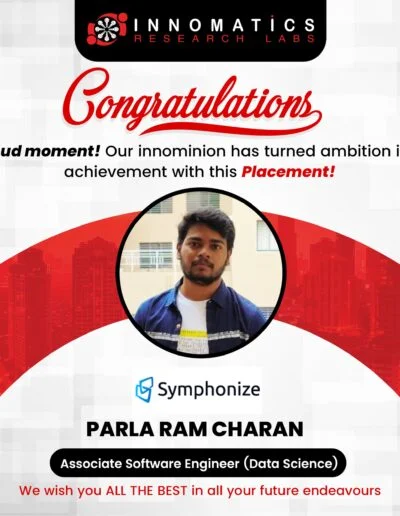 INNOMATICS
RESEARCH LABS
Congratulations
moment! Our innominion has turned ambition
achievement with this Placement!
Symphonize
PARLA RAM CHARAN
Associate Software Engineer (Data Science)
We wish you ALL THE BEST in all your future endeavours